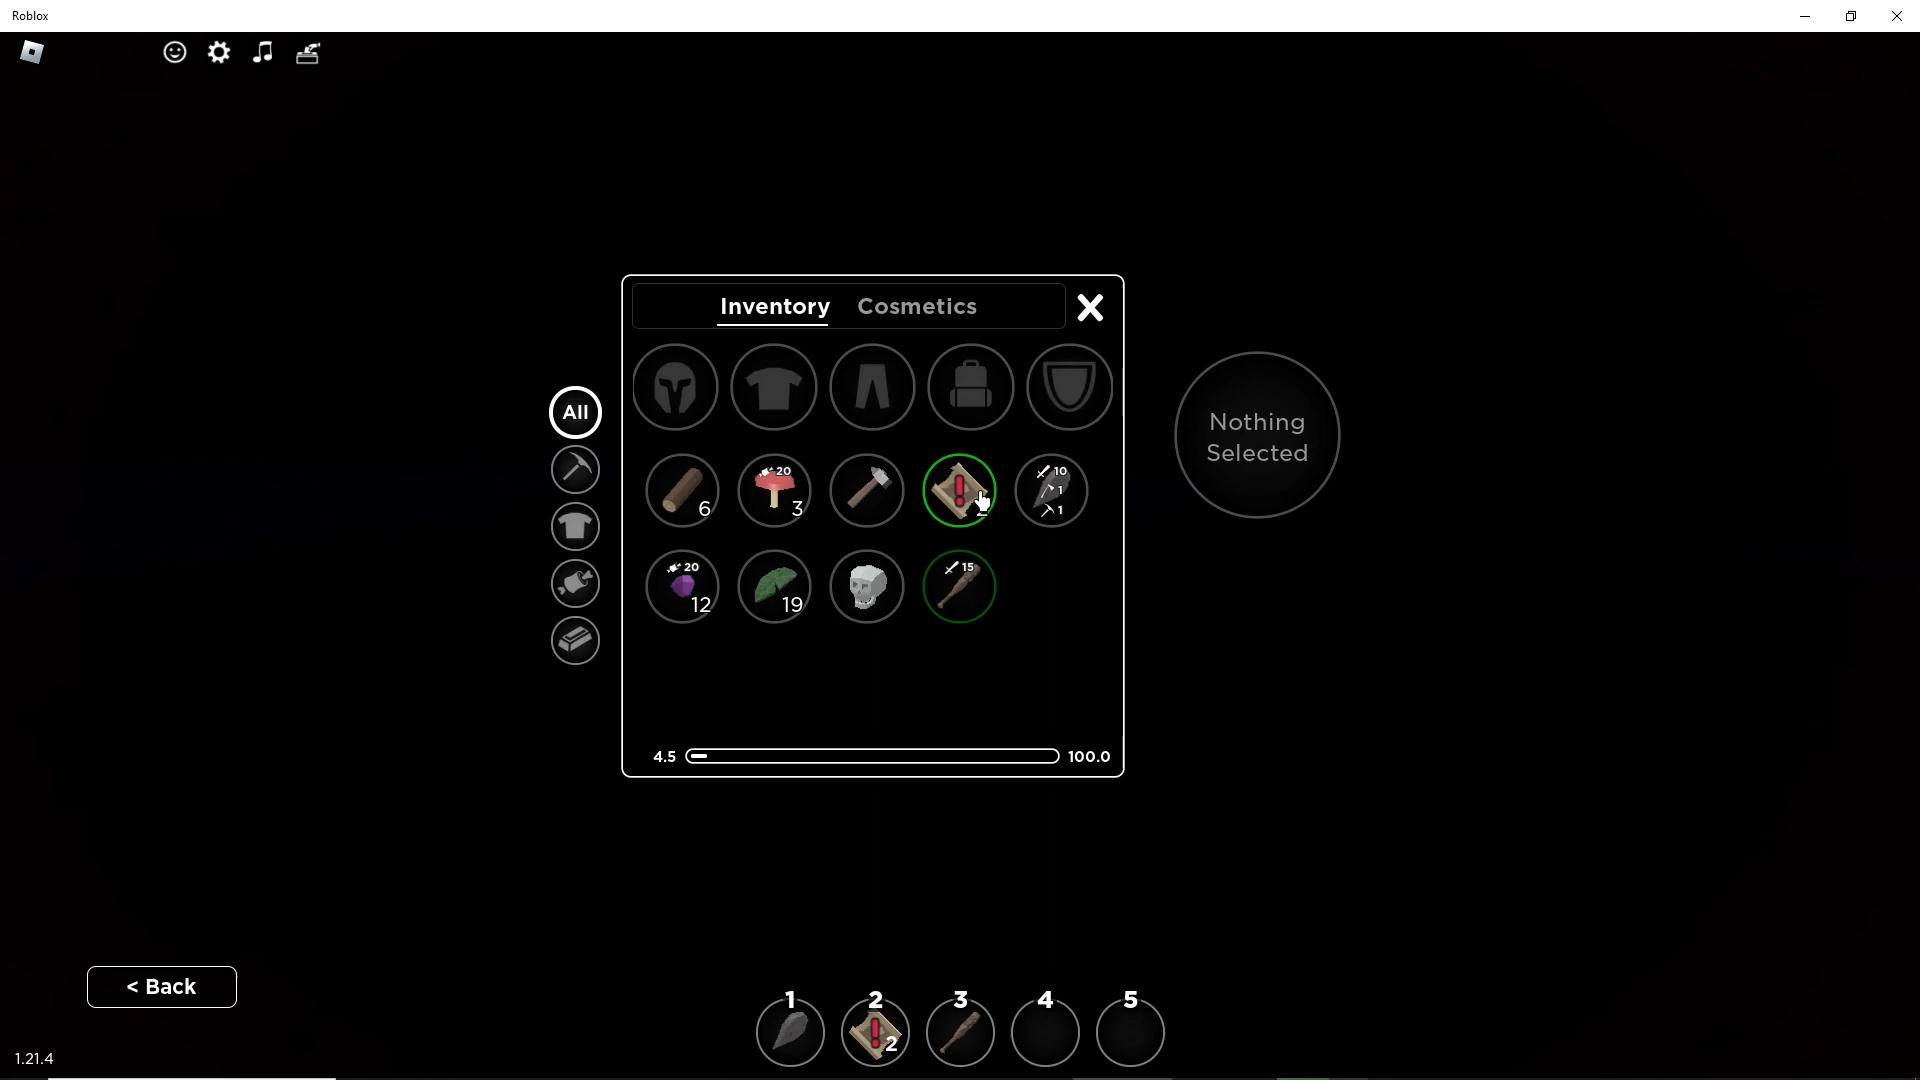 Roblox
Inventory Cosmetics
All
Nothing
Selected
6
20
3
10
1
1
20
12
19
15
4.5
100.0
< Back
1 2 3 4 5
2
1.21.4